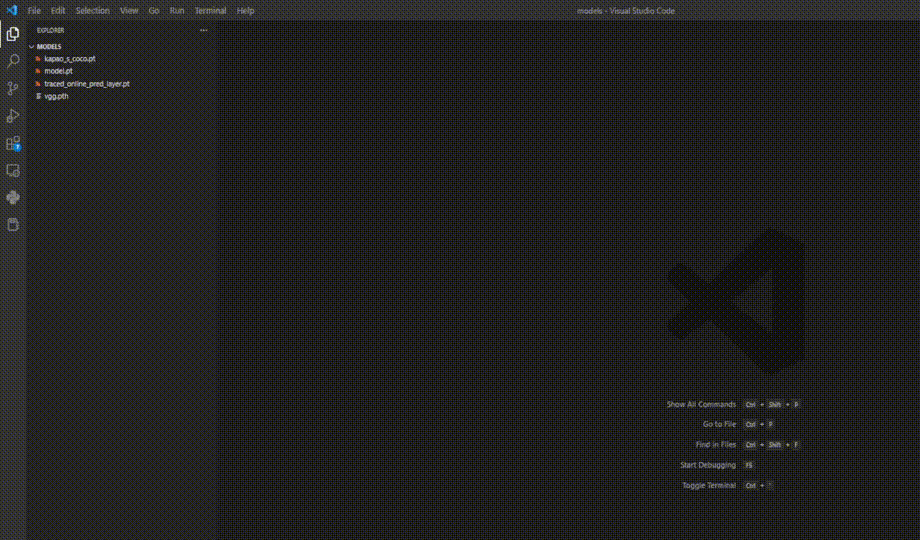 File Edit Selection View Go Run Terminal Help
models - Visual Studio Code
EXPLORER
MODELS
kapao_s_coco.pt
model.pt
traced_online_pred_layer.pt
vgg.pth
Show All Commands Ctrl + Shift + P
Go to File Ctrl + P
Find in Files Ctrl + Shift + F
Start Debugging F5
Toggle Terminal Ctrl + `